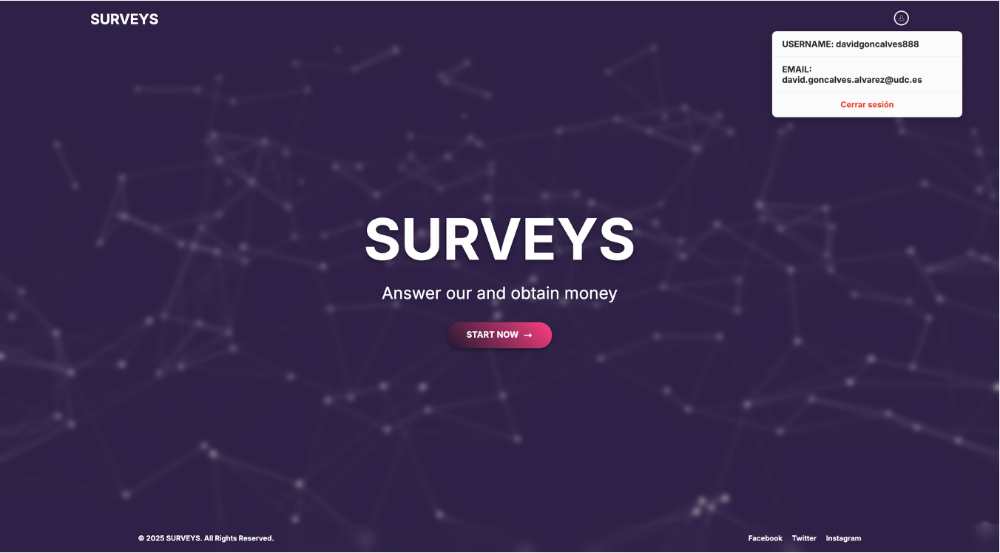 SURVEYS
USERNAME: davidgoncalves888
EMAIL:
david.goncalves.alvarez@udc.es
Cerrar sesión
SURVEYS
Answer our and obtain money
START NOW →
© 2025 SURVEYS. All Rights Reserved.
Facebook Twitter Instagram